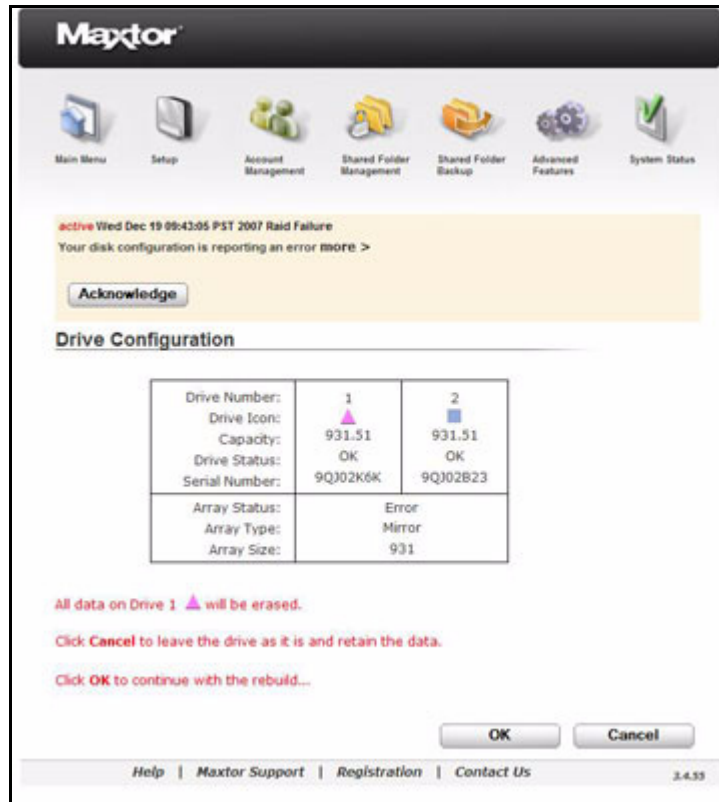 Maxtor
Main Menu
Setup
Account Management
Shared Folder Management
Shared Folder Backup
Advanced Features
System Status
active Wed Dec 19 09:43:05 PST 2007 Raid Failure
Your disk configuration is reporting an error more >
Acknowledge
Drive Configuration
Drive Number: 1 2
Drive Icon:
Capacity: 931.51 931.51
Drive Status: OK OK
Serial Number: 9QJ02K6K 9QJ02B23
Array Status: Error
Array Type: Mirror
Array Size: 931
All data on Drive 1 will be erased.
Click Cancel to leave the drive as it is and retain the data.
Click OK to continue with the rebuild...
OK Cancel
Help | Maxtor Support | Registration | Contact Us 3.4.55